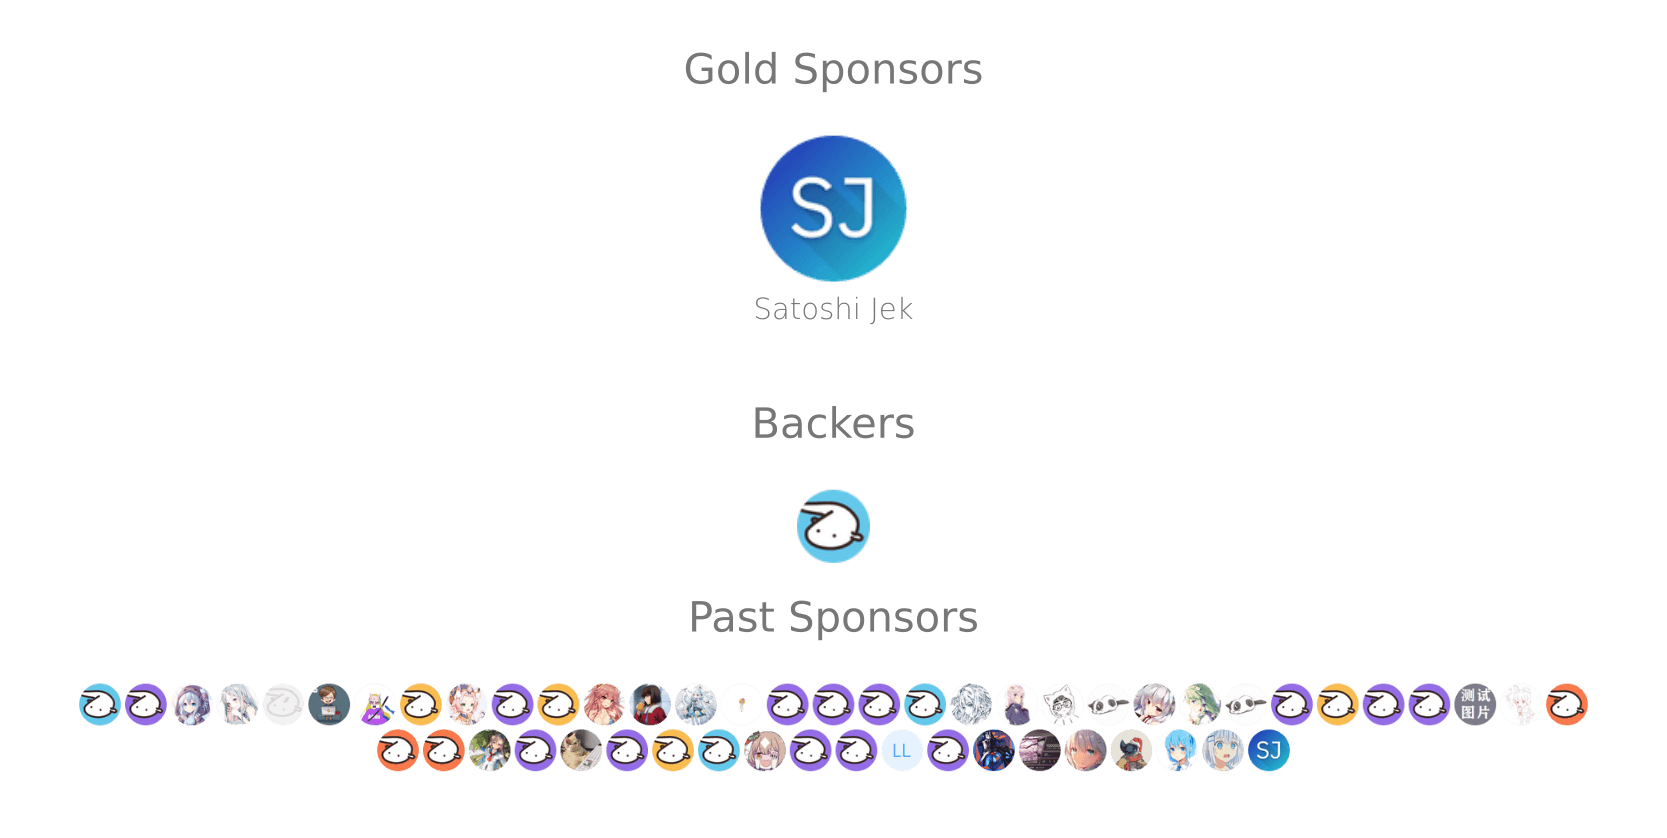 Gold Sponsors
SJ
Satoshi Jek
Backers
Past Sponsors
测试
图片
LL
SJ